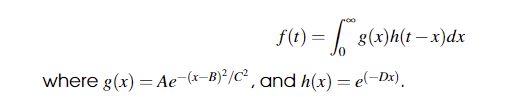 f(t) = ∫₀^∞ g(x)h(t − x)dx
where g(x) = Ae^{−(x−B)²/C²}, and h(x) = e^{(−Dx)}.